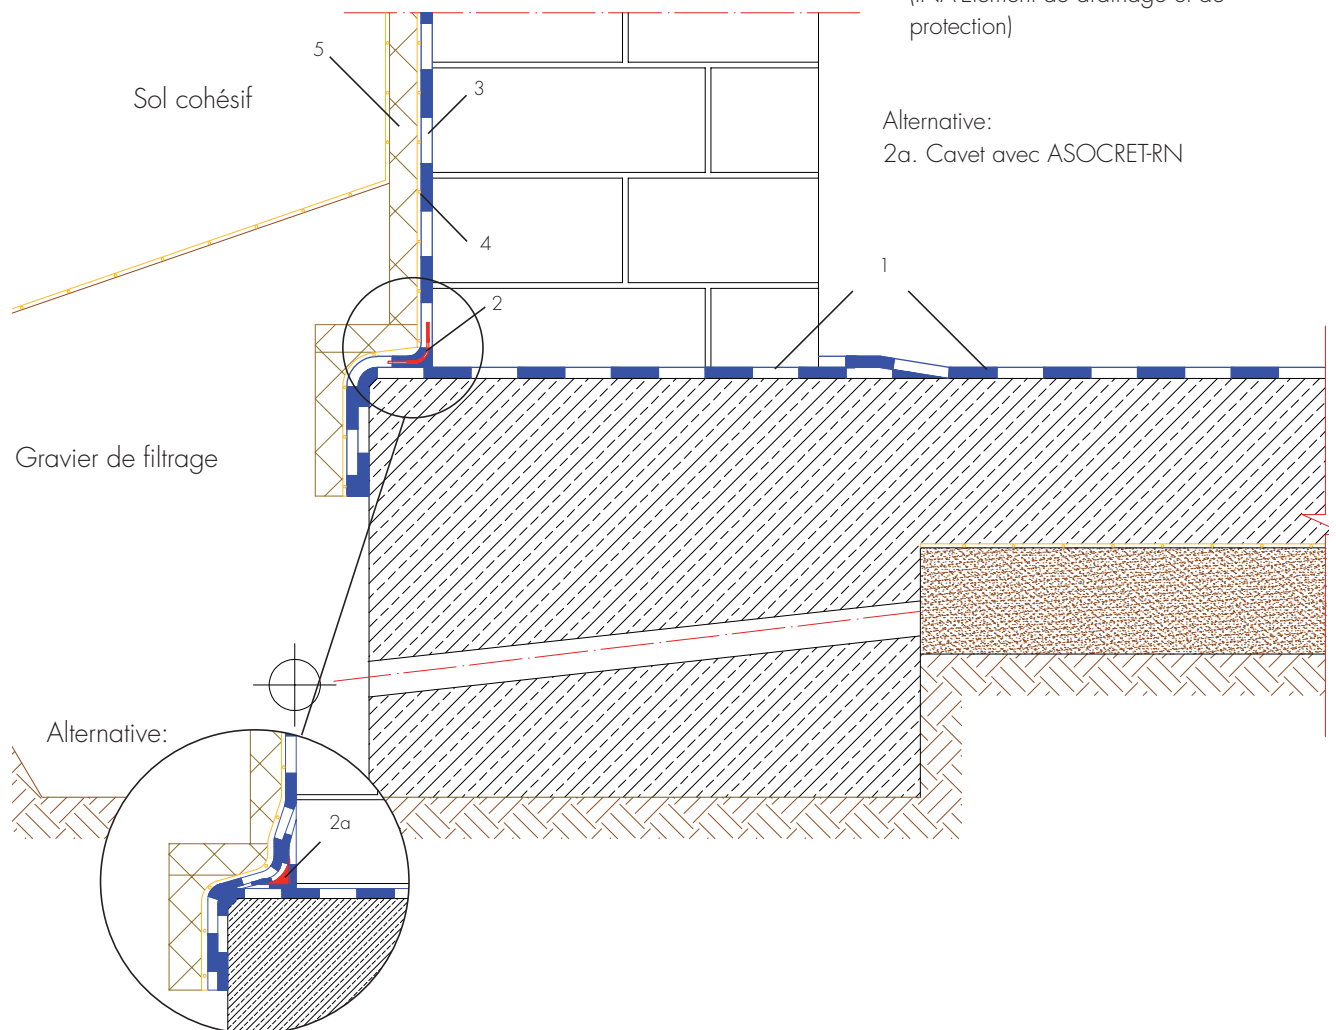 protection)
5
Sol cohésif
3
Alternative:
2a. Cavet avec ASOCRET-RN
4
1
2
Gravier de filtrage
Alternative:
2a